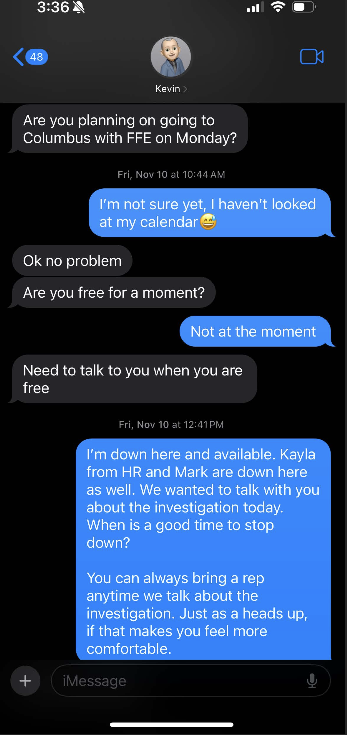 3:36
48
Kevin
Are you planning on going to
Columbus with FFE on Monday?
Fri, Nov 10 at 10:44 AM
I'm not sure yet, I haven't looked
at my calendar😅
Ok no problem
Are you free for a moment?
Not at the moment
Need to talk to you when you are
free
Fri, Nov 10 at 12:41 PM
I'm down here and available. Kayla
from HR and Mark are down here
as well. We wanted to talk with you
about the investigation today.
When is a good time to stop
down?
You can always bring a rep
anytime we talk about the
investigation. Just as a heads up,
if that makes you feel more
comfortable.
iMessage